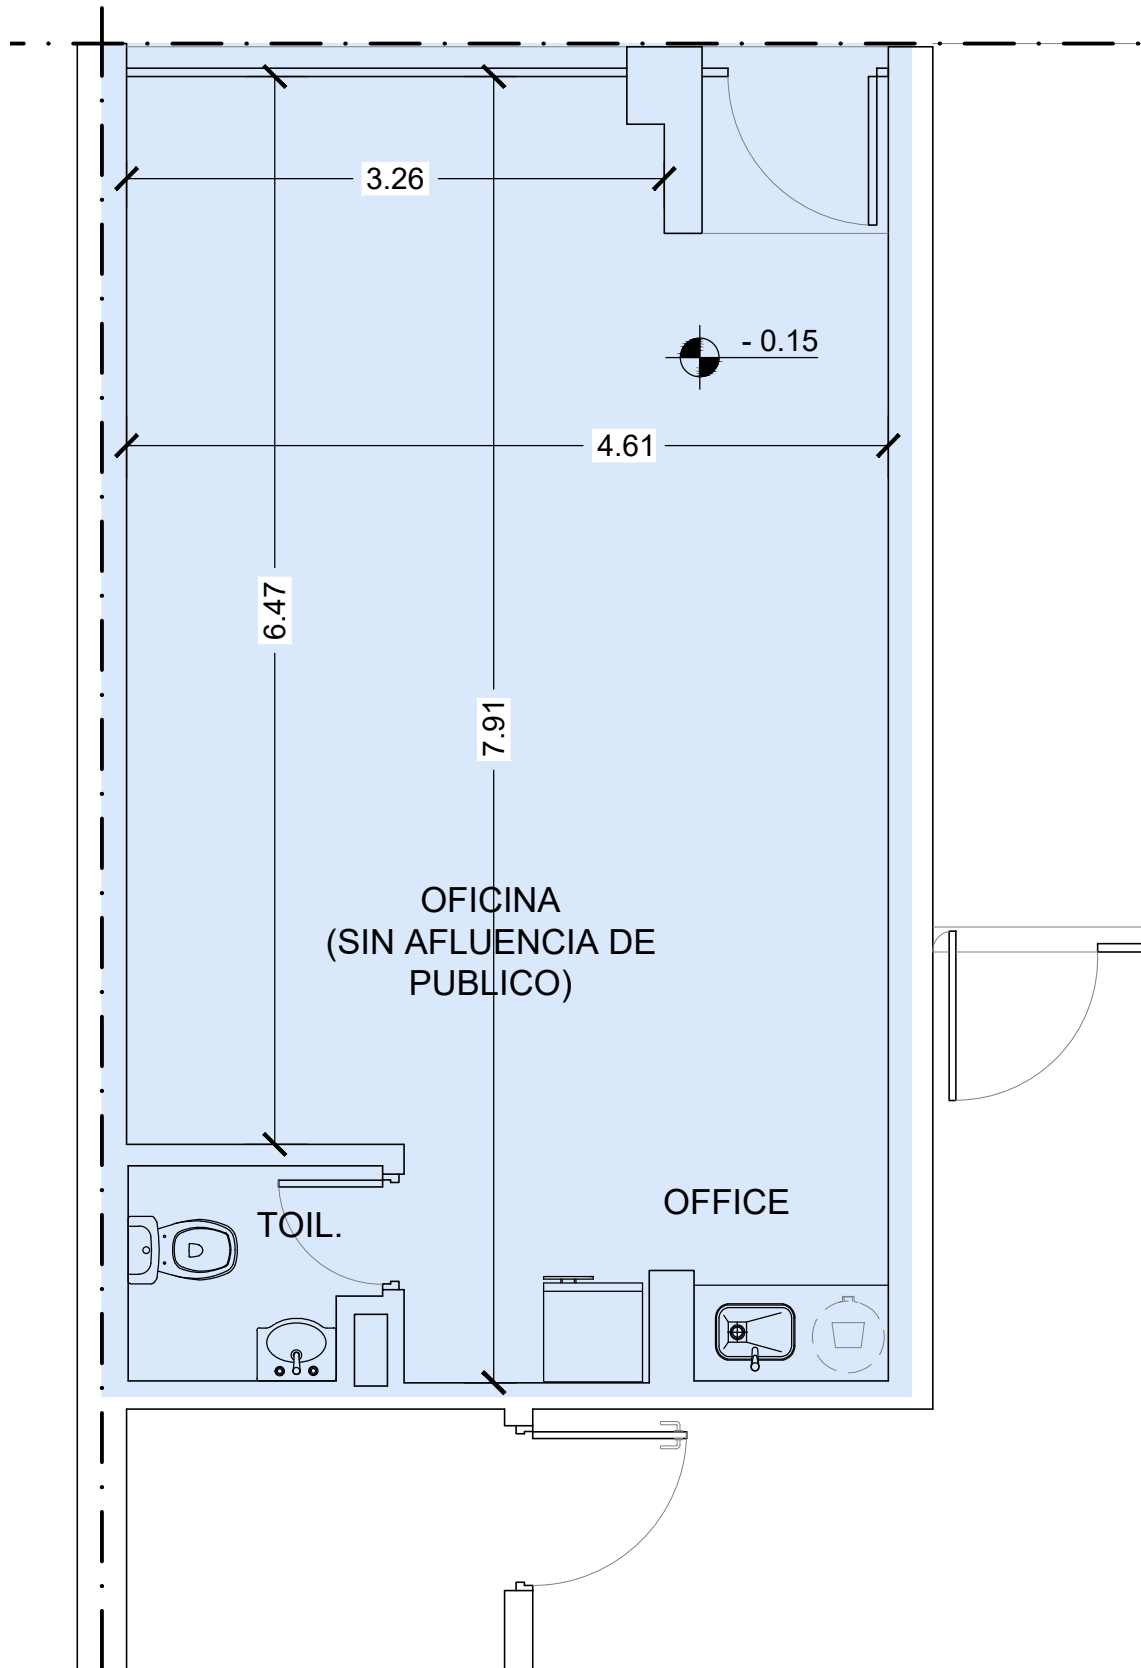 3.26
- 0.15
4.61
6.47
7.91
OFICINA
(SIN AFLUENCIA DE
PUBLICO)
OFFICE
TOIL.